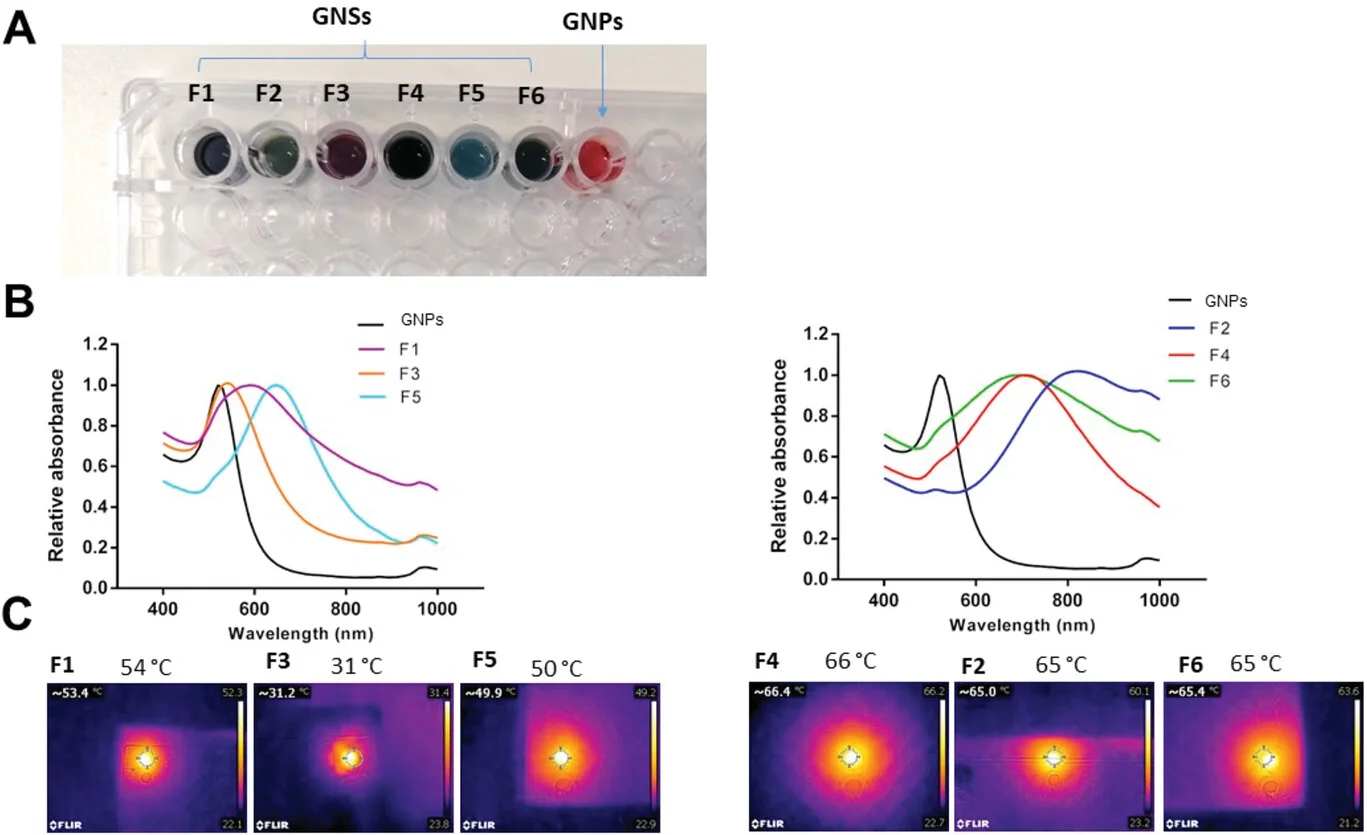 A
GNSs
GNPs
F1 F2 F3 F4 F5 F6
B
GNPs
F1
F3
F5
Relative absorbance
1.2
1.0
0.8
0.6
0.4
0.2
0.0
400 600 800 1000
Wavelength (nm)
GNPs
F2
F4
F6
Relative absorbance
1.2
1.0
0.8
0.6
0.4
0.2
0.0
400 600 800 1000
Wavelength (nm)
C
F1 54 °C
~53.4 °C 52.3
FLIR 22.1
F3 31 °C
~31.2 °C 31.4
FLIR 23.8
F5 50 °C
~49.9 °C 49.2
FLIR 22.9
F4 66 °C
~66.4 °C 66.2
FLIR 22.7
F2 65 °C
~65.0 °C 60.1
FLIR 23.2
F6 65 °C
~65.4 °C 63.6
FLIR 21.2